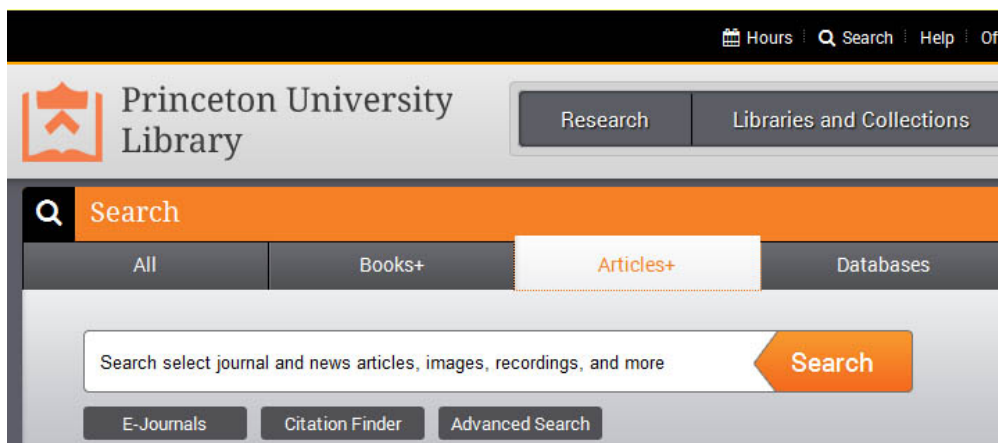 Hours Search Help
Princeton University
Library
Research Libraries and Collections
Search
All Books+ Articles+ Databases
Search select journal and news articles, images, recordings, and more Search
E-Journals Citation Finder Advanced Search